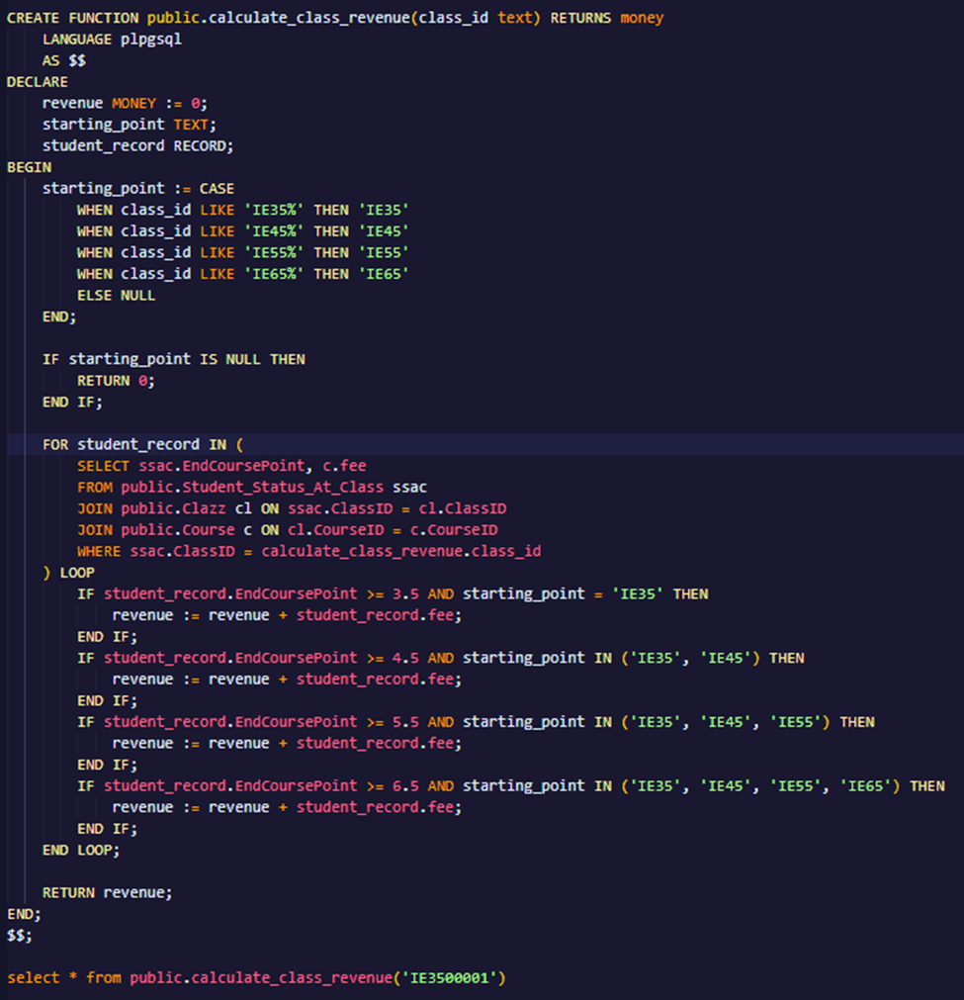 CREATE FUNCTION public.calculate_class_revenue(class_id text) RETURNS money
    LANGUAGE plpgsql
    AS $$
DECLARE
    revenue MONEY := 0;
    starting_point TEXT;
    student_record RECORD;
BEGIN
    starting_point := CASE
        WHEN class_id LIKE 'IE35%' THEN 'IE35'
        WHEN class_id LIKE 'IE45%' THEN 'IE45'
        WHEN class_id LIKE 'IE55%' THEN 'IE55'
        WHEN class_id LIKE 'IE65%' THEN 'IE65'
        ELSE NULL
    END;

    IF starting_point IS NULL THEN
        RETURN 0;
    END IF;

    FOR student_record IN (
        SELECT ssac.EndCoursePoint, c.fee
        FROM public.Student_Status_At_Class ssac
        JOIN public.Clazz cl ON ssac.ClassID = cl.ClassID
        JOIN public.Course c ON cl.CourseID = c.CourseID
        WHERE ssac.ClassID = calculate_class_revenue.class_id
    ) LOOP
        IF student_record.EndCoursePoint >= 3.5 AND starting_point = 'IE35' THEN
            revenue := revenue + student_record.fee;
        END IF;
        IF student_record.EndCoursePoint >= 4.5 AND starting_point IN ('IE35', 'IE45') THEN
            revenue := revenue + student_record.fee;
        END IF;
        IF student_record.EndCoursePoint >= 5.5 AND starting_point IN ('IE35', 'IE45', 'IE55') THEN
            revenue := revenue + student_record.fee;
        END IF;
        IF student_record.EndCoursePoint >= 6.5 AND starting_point IN ('IE35', 'IE45', 'IE55', 'IE65') THEN
            revenue := revenue + student_record.fee;
        END IF;
    END LOOP;

    RETURN revenue;
END;
$$;

select * from public.calculate_class_revenue('IE3500001')